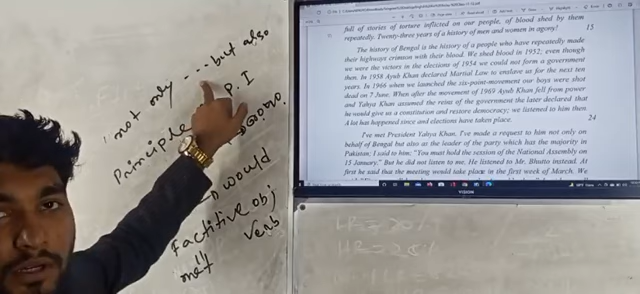 not only ... but also
P. I
Principle
would
Factitive obj
verb
full of stories of torture inflicted on our people, of blood shed by them
repeatedly. Twenty-three years of a history of men and women in agony!
15
The history of Bengal is the history of a people who have repeatedly made
their highways crimson with their blood. We shed blood in 1952; even though
we were the victors in the elections of 1954 we could not form a government
then. In 1958 Ayub Khan declared Martial Law to enslave us for the next ten
years. In 1966 when we launched the six-point-movement our boys were shot
dead on 7 June. When after the movement of 1969 Ayub Khan fell from power
and Yahya Khan assumed the reins of the government the later declared that
he would give us a constitution and restore democracy; we listened to him then
A lot has happened since and elections have taken place.
24
I've met President Yahya Khan. I've made a request to him not only on
behalf of Bengal but also as the leader of the party which has the majority in
Pakistan; I said to him: "You must hold the session of the National Assembly on
15 January." But he did not listen to me. He listened to Mr. Bhutto instead. At
first he said that the meeting would take place in the first week of March. We
VISION